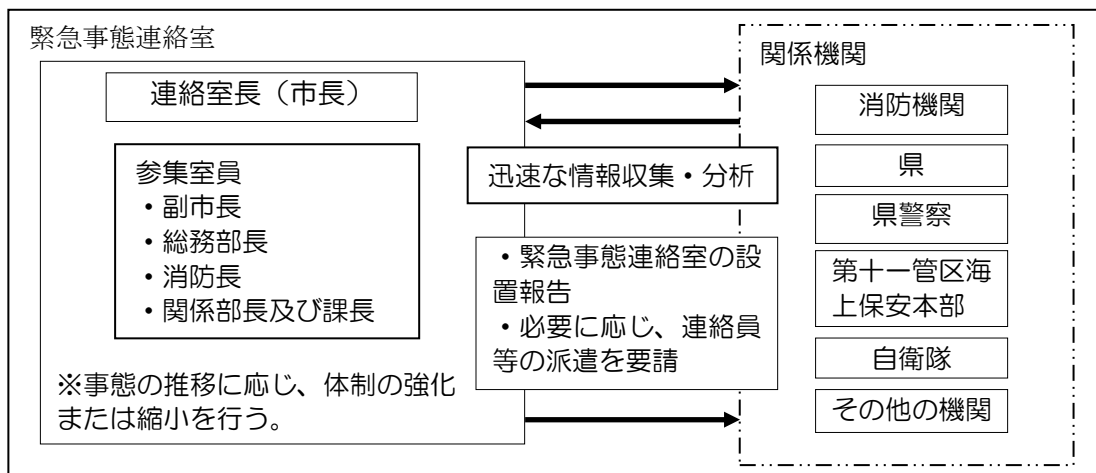 緊急事態連絡室
連絡室長（市長）
参集室員
・副市長
・総務部長
・消防長
・関係部長及び課長
※事態の推移に応じ、体制の強化
または縮小を行う。
迅速な情報収集・分析
・緊急事態連絡室の設
置報告
・必要に応じ、連絡員
等の派遣を要請
関係機関
消防機関
県
県警察
第十一管区海
上保安本部
自衛隊
その他の機関